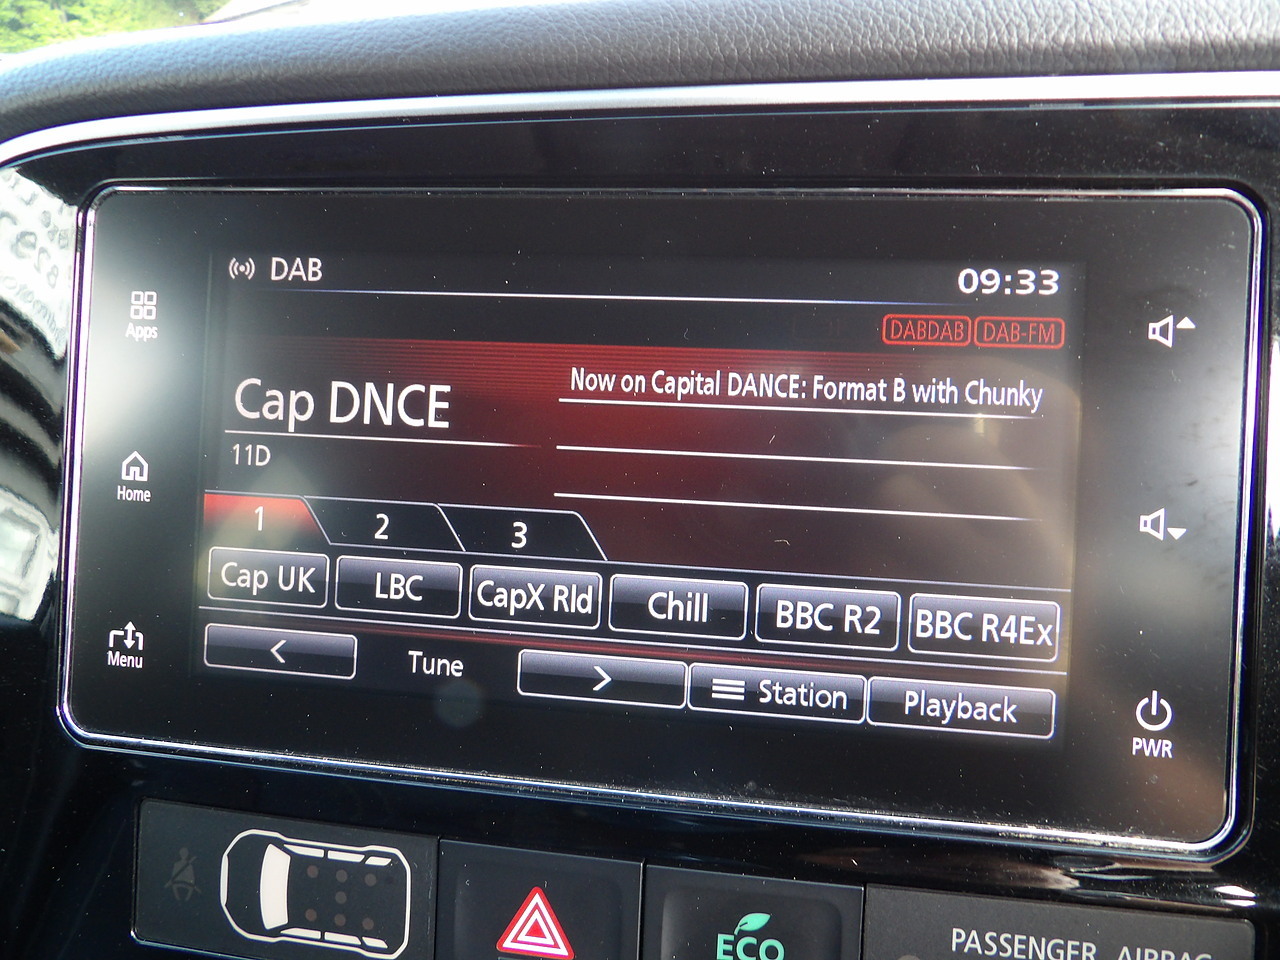 DAB
09:33
Apps
DABDAB DAB-FM
Cap DNCE
Now on Capital DANCE: Format B with Chunky
11D
Home
1 2 3
Cap UK LBC CapX Rld Chill BBC R2 BBC R4Ex
Menu
< Tune > Station Playback
PWR
ECO
PASSENGER AIRBAG